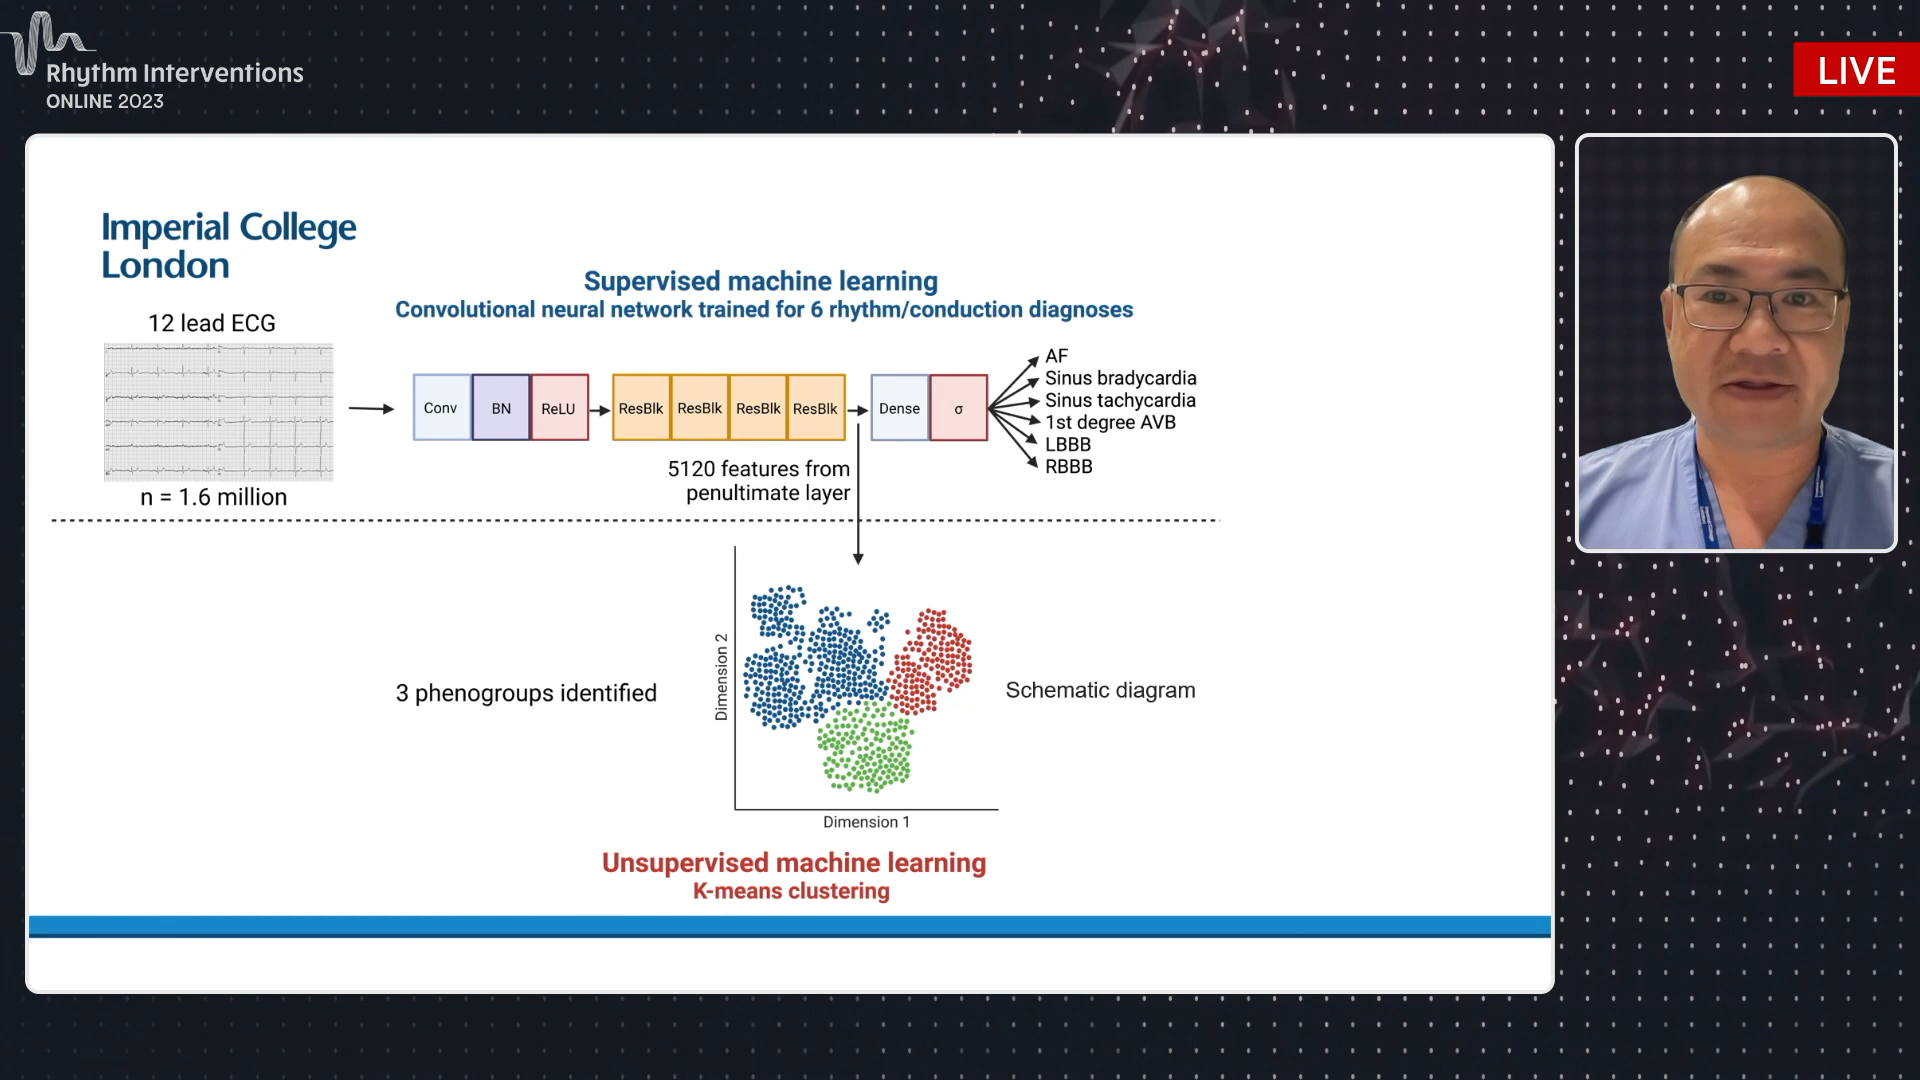 Rhythm Interventions
ONLINE 2023
LIVE
Imperial College
London
Supervised machine learning
Convolutional neural network trained for 6 rhythm/conduction diagnoses
12 lead ECG
n = 1.6 million
Conv
BN
ReLU
ResBlk
ResBlk
ResBlk
ResBlk
Dense
σ
AF
Sinus bradycardia
Sinus tachycardia
1st degree AVB
LBBB
RBBB
5120 features from
penultimate layer
3 phenogroups identified
Dimension 2
Dimension 1
Schematic diagram
Unsupervised machine learning
K-means clustering